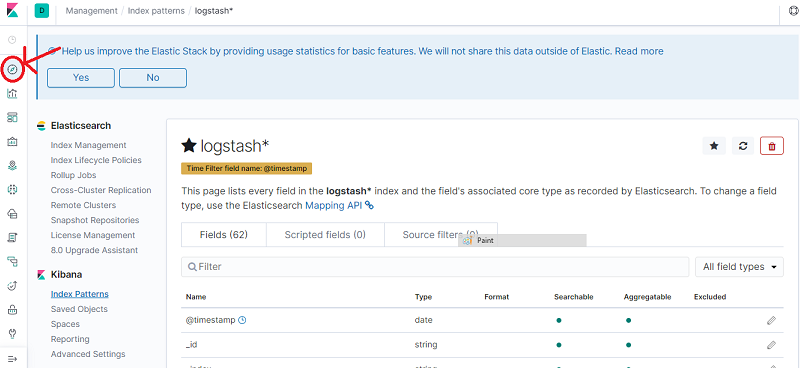 D Management / Index patterns / logstash*
Help us improve the Elastic Stack by providing usage statistics for basic features. We will not share this data outside of Elastic. Read more
Yes No
Elasticsearch
Index Management
Index Lifecycle Policies
Rollup Jobs
Cross-Cluster Replication
Remote Clusters
Snapshot Repositories
License Management
8.0 Upgrade Assistant
Kibana
Index Patterns
Saved Objects
Spaces
Reporting
Advanced Settings
logstash*
Time Filter field name: @timestamp
This page lists every field in the logstash* index and the field's associated core type as recorded by Elasticsearch. To change a field
type, use the Elasticsearch Mapping API
Fields (62) Scripted fields (0) Source filters (0)
Paint
Filter All field types
Name Type Format Searchable Aggregatable Excluded
@timestamp date
_id string
_index string